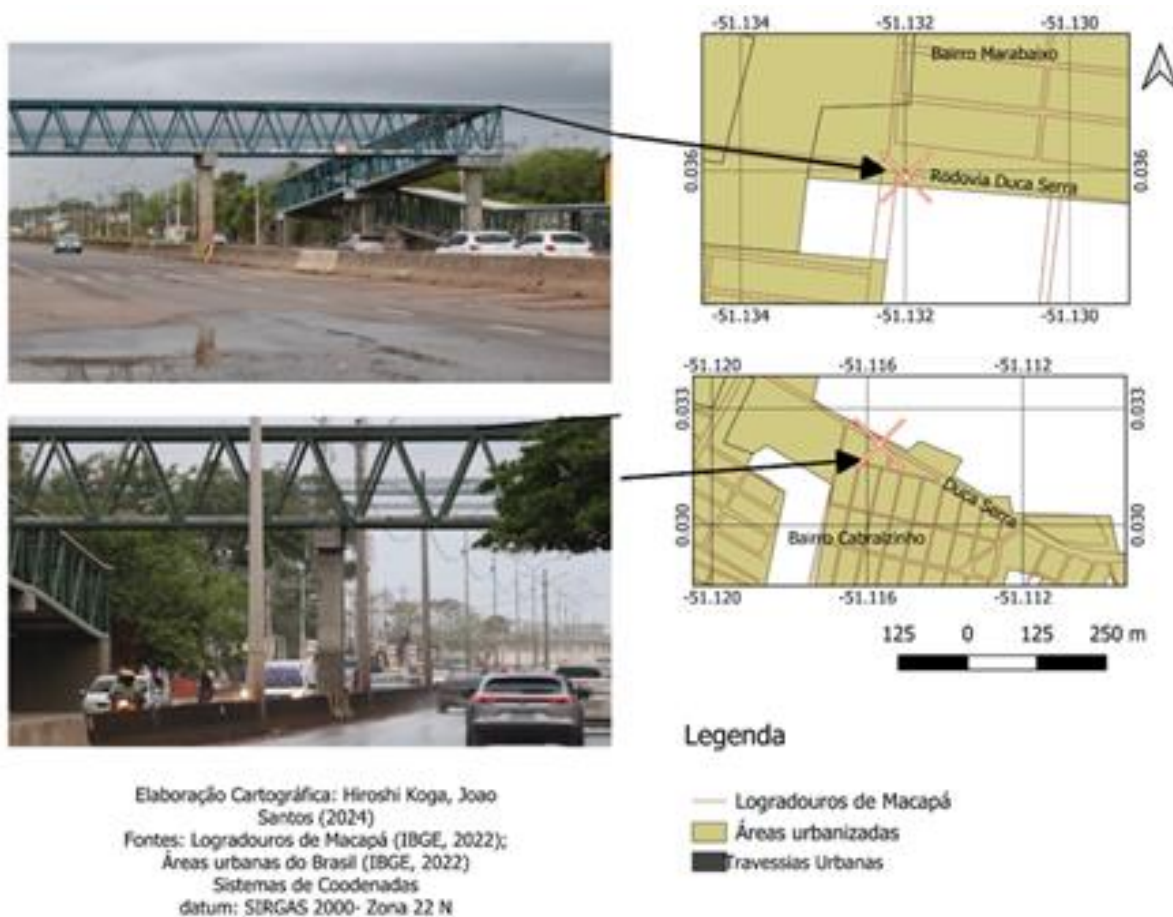 -51.134 -51.132 -51.130
Bairro Marabaixo
0.036 0.036
Rodovia Duca Serra
-51.134 -51.132 -51.130
-51.120 -51.116 -51.112
0.033 0.033
Duca Serra
0.030 0.030
Bairro Cabralzinho
-51.120 -51.116 -51.112
125 0 125 250 m
Legenda
Logradouros de Macapá
Áreas urbanizadas
Travessias Urbanas
Elaboração Cartográfica: Hiroshi Koga, Joao
Santos (2024)
Fontes: Logradouros de Macapá (IBGE, 2022);
Áreas urbanas do Brasil (IBGE, 2022)
Sistemas de Coodenadas
datum: SIRGAS 2000- Zona 22 N